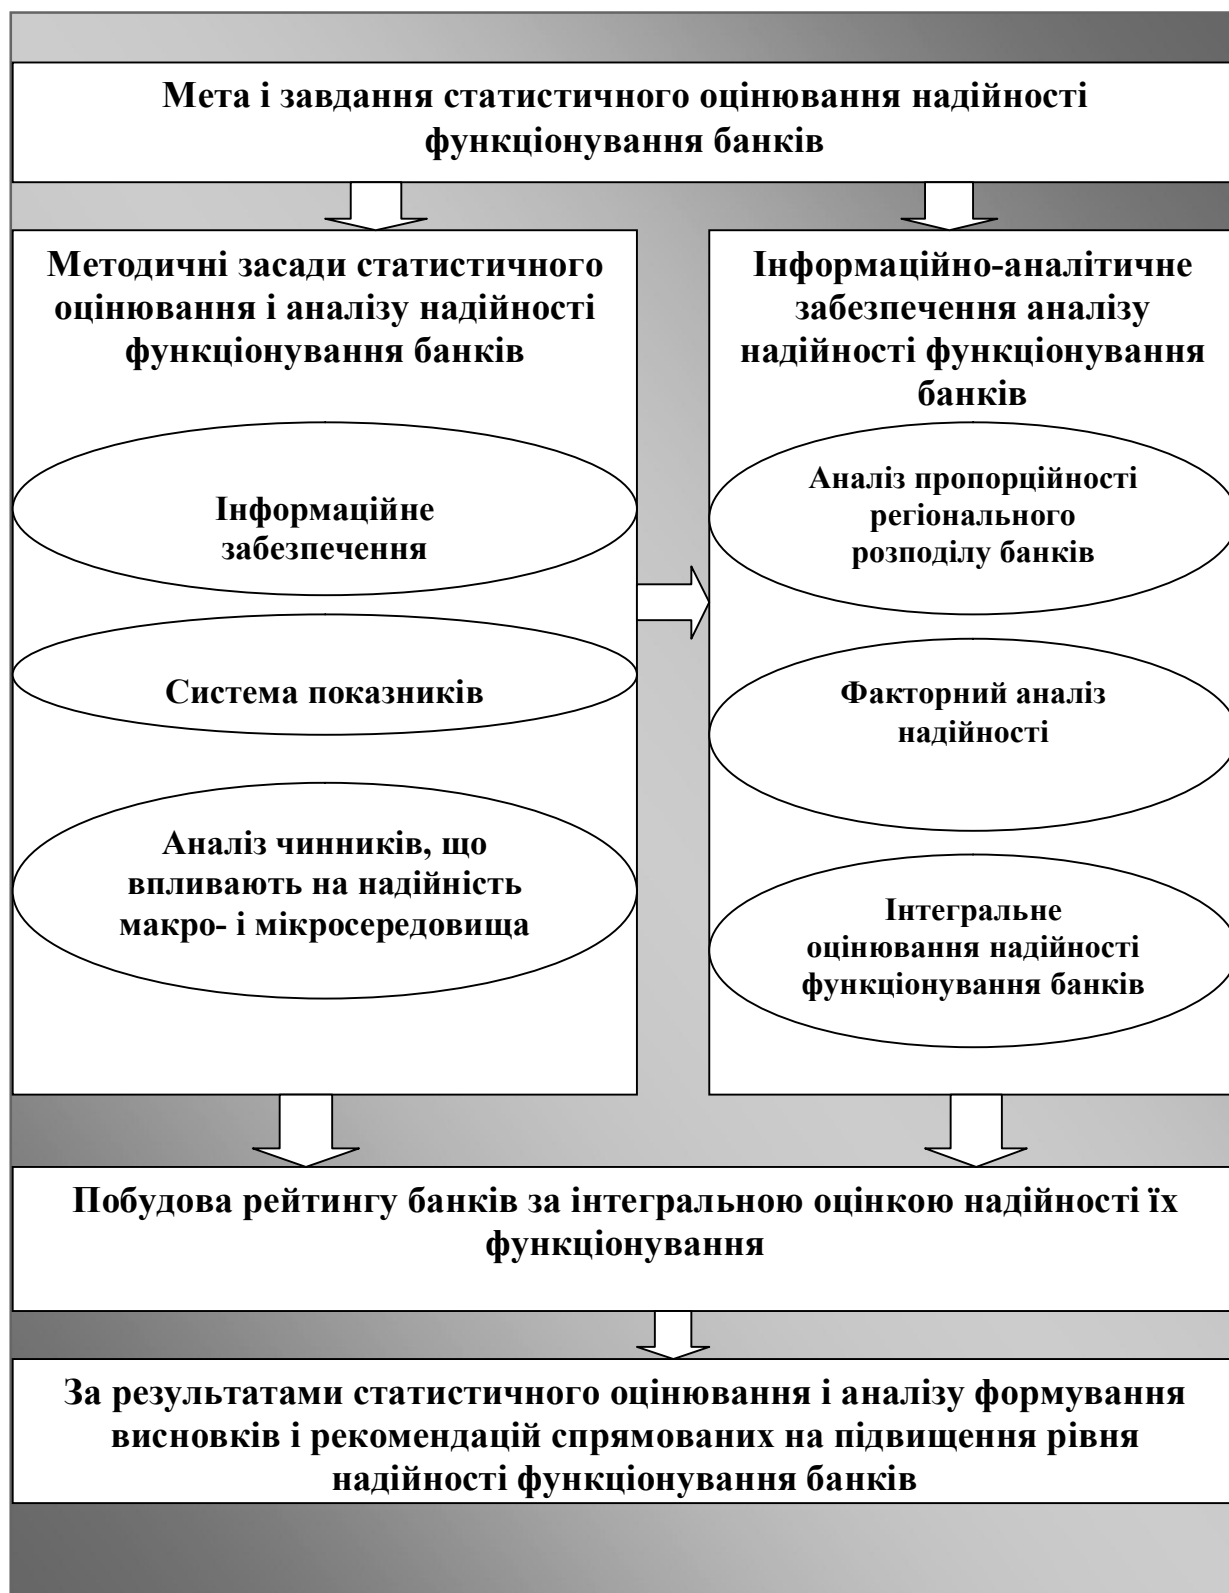 Мета і завдання статистичного оцінювання надійності
функціонування банків
Методичні засади статистичного
оцінювання і аналізу надійності
функціонування банків
Інформаційне
забезпечення
Система показників
Аналіз чинників, що
впливають на надійність
макро- і мікросередовища
Інформаційно-аналітичне
забезпечення аналізу
надійності функціонування
банків
Аналіз пропорційності
регіонального
розподілу банків
Факторний аналіз
надійності
Інтегральне
оцінювання надійності
функціонування банків
Побудова рейтингу банків за інтегральною оцінкою надійності їх
функціонування
За результатами статистичного оцінювання і аналізу формування
висновків і рекомендацій спрямованих на підвищення рівня
надійності функціонування банків